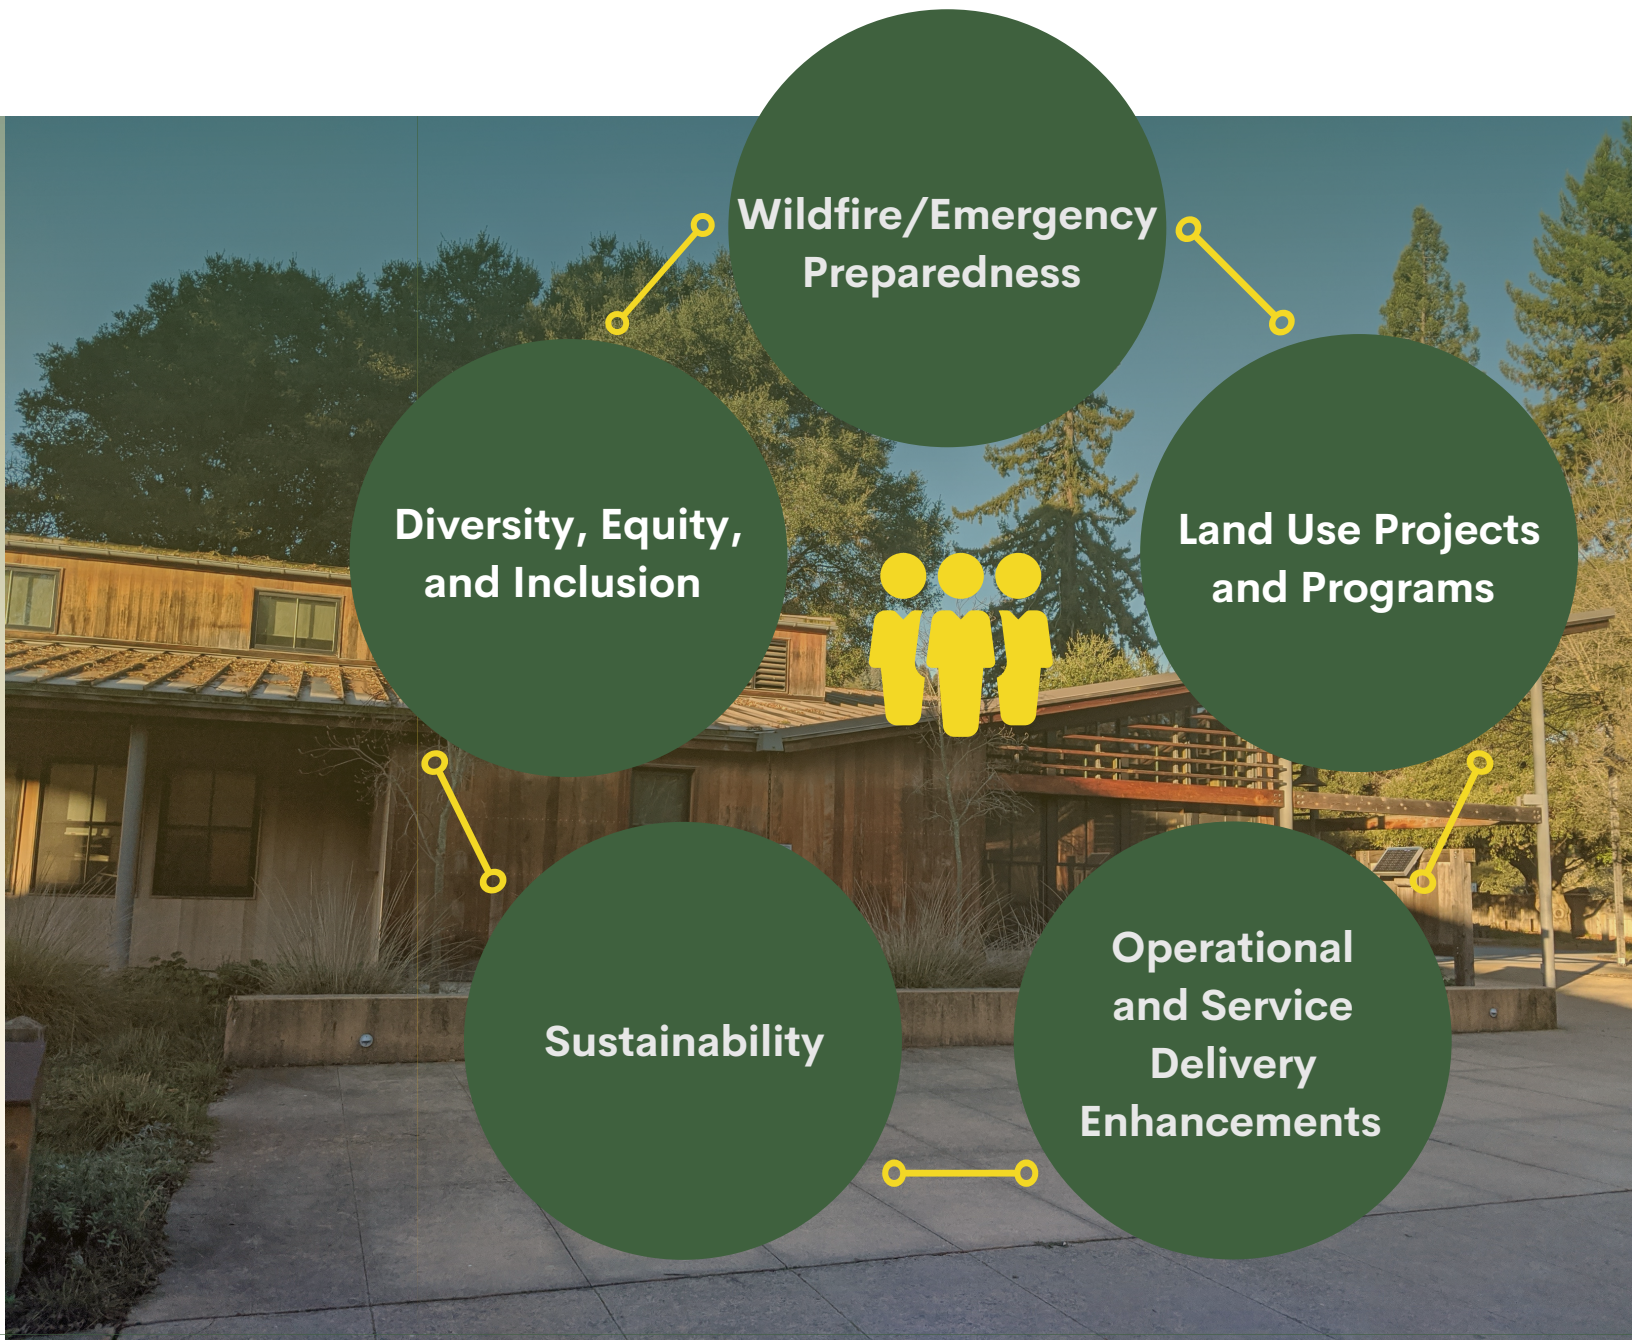 Wildfire/Emergency
Preparedness
Diversity, Equity,
and Inclusion
Land Use Projects
and Programs
Sustainability
Operational
and Service
Delivery
Enhancements